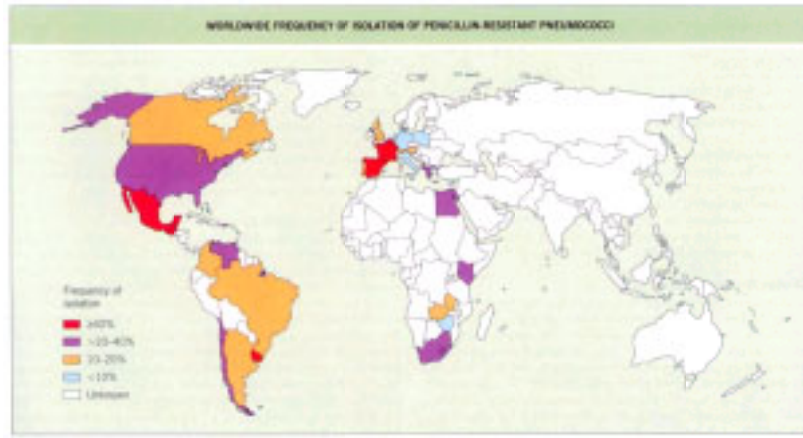 WORLDWIDE FREQUENCY OF ISOLATION OF PENICILLIN-RESISTANT PNEUMOCOCCI
Frequency of
isolation
≥40%
>20-40%
10-20%
<10%
Unknown